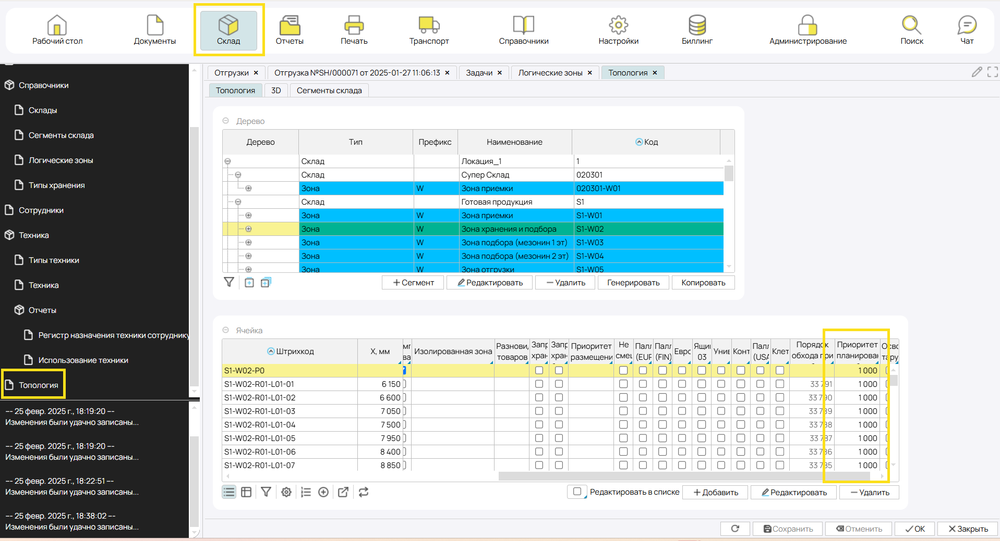 Рабочий стол
Документы
Склад
Отчеты
Печать
Транспорт
Справочники
Настройки
Биллинг
Администрирование
Поиск
Чат
Справочники
Склады
Сегменты склада
Логические зоны
Типы хранения
Сотрудники
Техника
Типы техники
Техника
Отчеты
Регистр назначения техники сотруднику
Использование техники
Топология
--- 25 февр. 2025 г., 18:19:20 ---
Изменения были удачно записаны...
--- 25 февр. 2025 г., 18:19:20 ---
Изменения были удачно записаны...
--- 25 февр. 2025 г., 18:22:51 ---
Изменения были удачно записаны...
--- 25 февр. 2025 г., 18:38:02 ---
Изменения были удачно записаны...
Отгрузки × Отгрузка №SH/000071 от 2025-01-27 11:06:13 × Задачи × Логические зоны × Топология ×
Топология 3D Сегменты склада
Дерево
Дерево Тип Префикс Наименование Код
Склад Локация_1 1
Склад Супер Склад 020301
Зона W Зона приемки 020301-W01
Склад Готовая продукция S1
Зона W Зона приемки S1-W01
Зона W Зона хранения и подбора S1-W02
Зона W Зона подбора (мезонин 1 эт) S1-W03
Зона W Зона подбора (мезонин 2 эт) S1-W04
Зона W Зона отгрузки S1-W05
+ Сегмент Редактировать — Удалить Генерировать Копировать
Ячейка
Штрихкод X, мм Изолированная зона Разнови, товаров Запр хран Запр хран Приоритет размещени Не смец Палл (EUF Палл (FIN) Евро Ящи 03 Унив Конт Палл (USA Клет Порядок обхода при Приоритет планирова
S1-W02-P0 1 000
S1-W02-R01-L01-01 6 150 33 791 1 000
S1-W02-R01-L01-02 6 600 33 790 1 000
S1-W02-R01-L01-03 7 050 33 789 1 000
S1-W02-R01-L01-04 7 500 33 788 1 000
S1-W02-R01-L01-05 7 950 33 787 1 000
S1-W02-R01-L01-06 8 400 33 786 1 000
S1-W02-R01-L01-07 8 850 33 785 1 000
Редактировать в списке + Добавить Редактировать — Удалить
Сохранить Отменить OK Закрыть